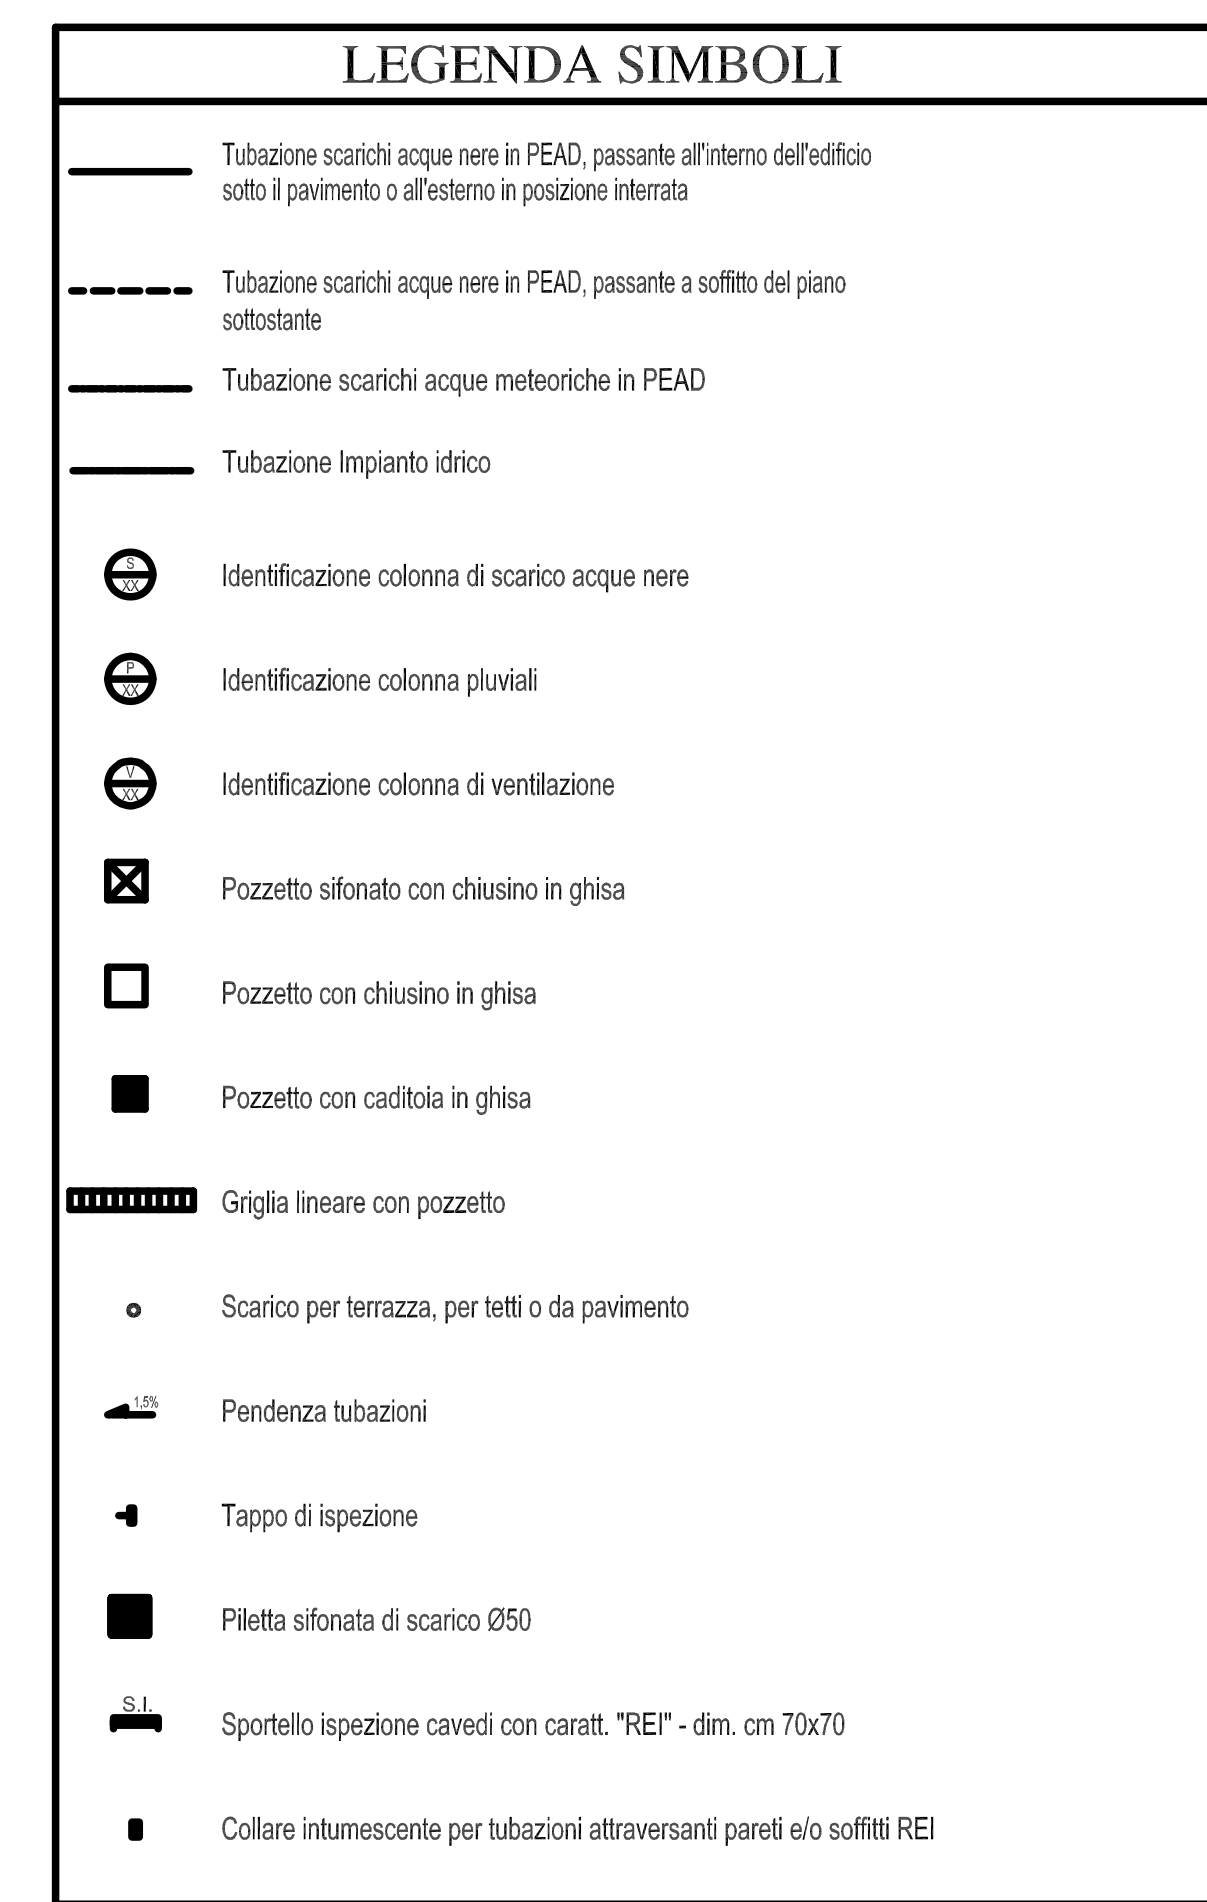 LEGENDA SIMBOLI
Tubazione scarichi acque nere in PEAD, passante all'interno dell'edificio
sotto il pavimento o all'esterno in posizione interrata
Tubazione scarichi acque nere in PEAD, passante a soffitto del piano
sottostante
Tubazione scarichi acque meteoriche in PEAD
Tubazione Impianto idrico
S
XX
Identificazione colonna di scarico acque nere
P
XX
Identificazione colonna pluviali
V
XX
Identificazione colonna di ventilazione
Pozzetto sifonato con chiusino in ghisa
Pozzetto con chiusino in ghisa
Pozzetto con caditoia in ghisa
Griglia lineare con pozzetto
Scarico per terrazza, per tetti o da pavimento
1,5%
Pendenza tubazioni
Tappo di ispezione
Piletta sifonata di scarico Ø50
S.I.
Sportello ispezione cavedi con caratt. "REI" - dim. cm 70x70
Collare intumescente per tubazioni attraversanti pareti e/o soffitti REI